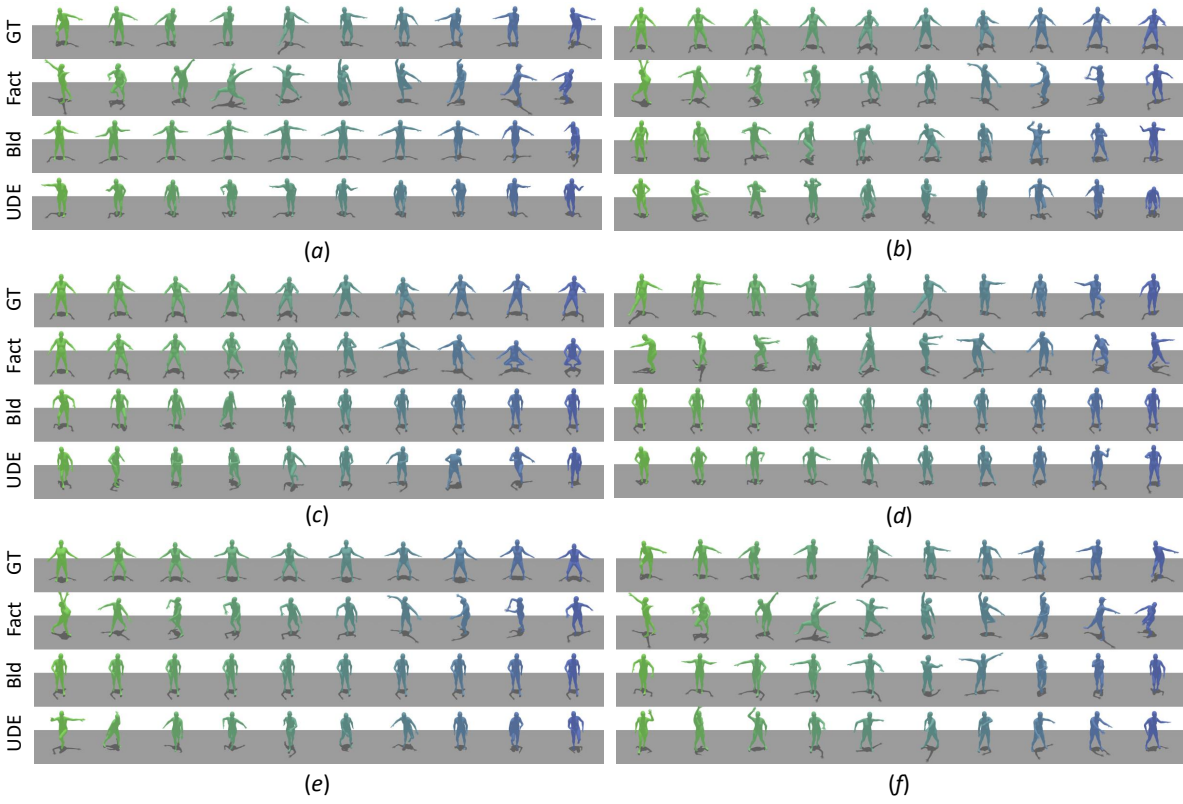 GT
Fact
Bld
UDE
(a)
GT
Fact
Bld
UDE
(b)
GT
Fact
Bld
UDE
(c)
GT
Fact
Bld
UDE
(d)
GT
Fact
Bld
UDE
(e)
GT
Fact
Bld
UDE
(f)